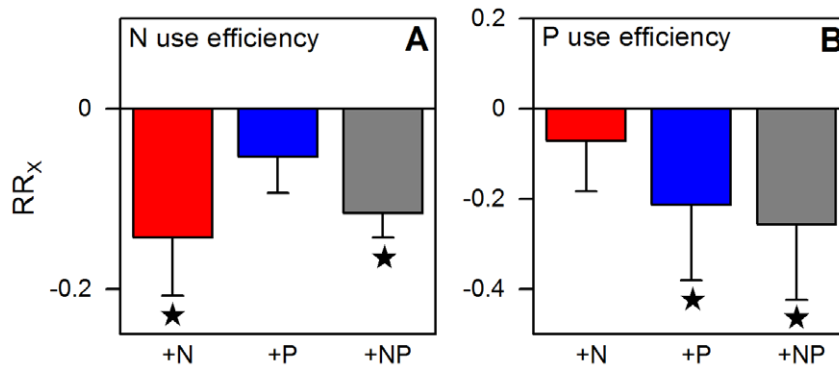 N use efficiency A
0
-0.2
RRx
+N +P +NP
P use efficiency B
0.2
0
-0.2
-0.4
+N +P +NP